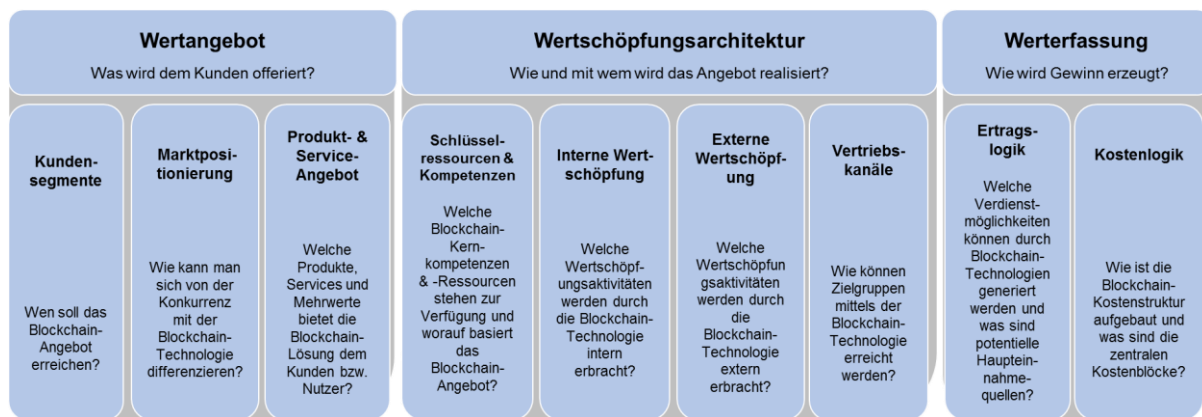 Wertangebot
Was wird dem Kunden offeriert?
Kunden-
segmente
Wen soll das
Blockchain-
Angebot
erreichen?
Marktposi-
tionierung
Wie kann man
sich von der
Konkurrenz
mit der
Blockchain-
Technologie
differenzieren?
Produkt- &
Service-
Angebot
Welche
Produkte,
Services und
Mehrwerte
bietet die
Blockchain-
Lösung dem
Kunden bzw.
Nutzer?
Wertschöpfungsarchitektur
Wie und mit wem wird das Angebot realisiert?
Schlüssel-
ressourcen &
Kompetenzen
Welche
Blockchain-
Kern-
kompetenzen
& -Ressourcen
stehen zur
Verfügung und
worauf basiert
das
Blockchain-
Angebot?
Interne Wert-
schöpfung
Welche
Wertschöpf-
ungsaktivitäten
werden durch
die Blockchain-
Technologie
intern
erbracht?
Externe
Wertschöpf-
ung
Welche
Wertschöpfun
gsaktivitäten
werden durch
die
Blockchain-
Technologie
extern
erbracht?
Vertriebs-
kanäle
Wie können
Zielgruppen
mittels der
Blockchain-
Technologie
erreicht
werden?
Werterfassung
Wie wird Gewinn erzeugt?
Ertrags-
logik
Welche
Verdienst-
möglichkeiten
können durch
Blockchain-
Technologien
generiert
werden und
was sind
potentielle
Hauptein-
nahme-
quellen?
Kostenlogik
Wie ist die
Blockchain-
Kostenstruktur
aufgebaut und
was sind die
zentralen
Kostenblöcke?